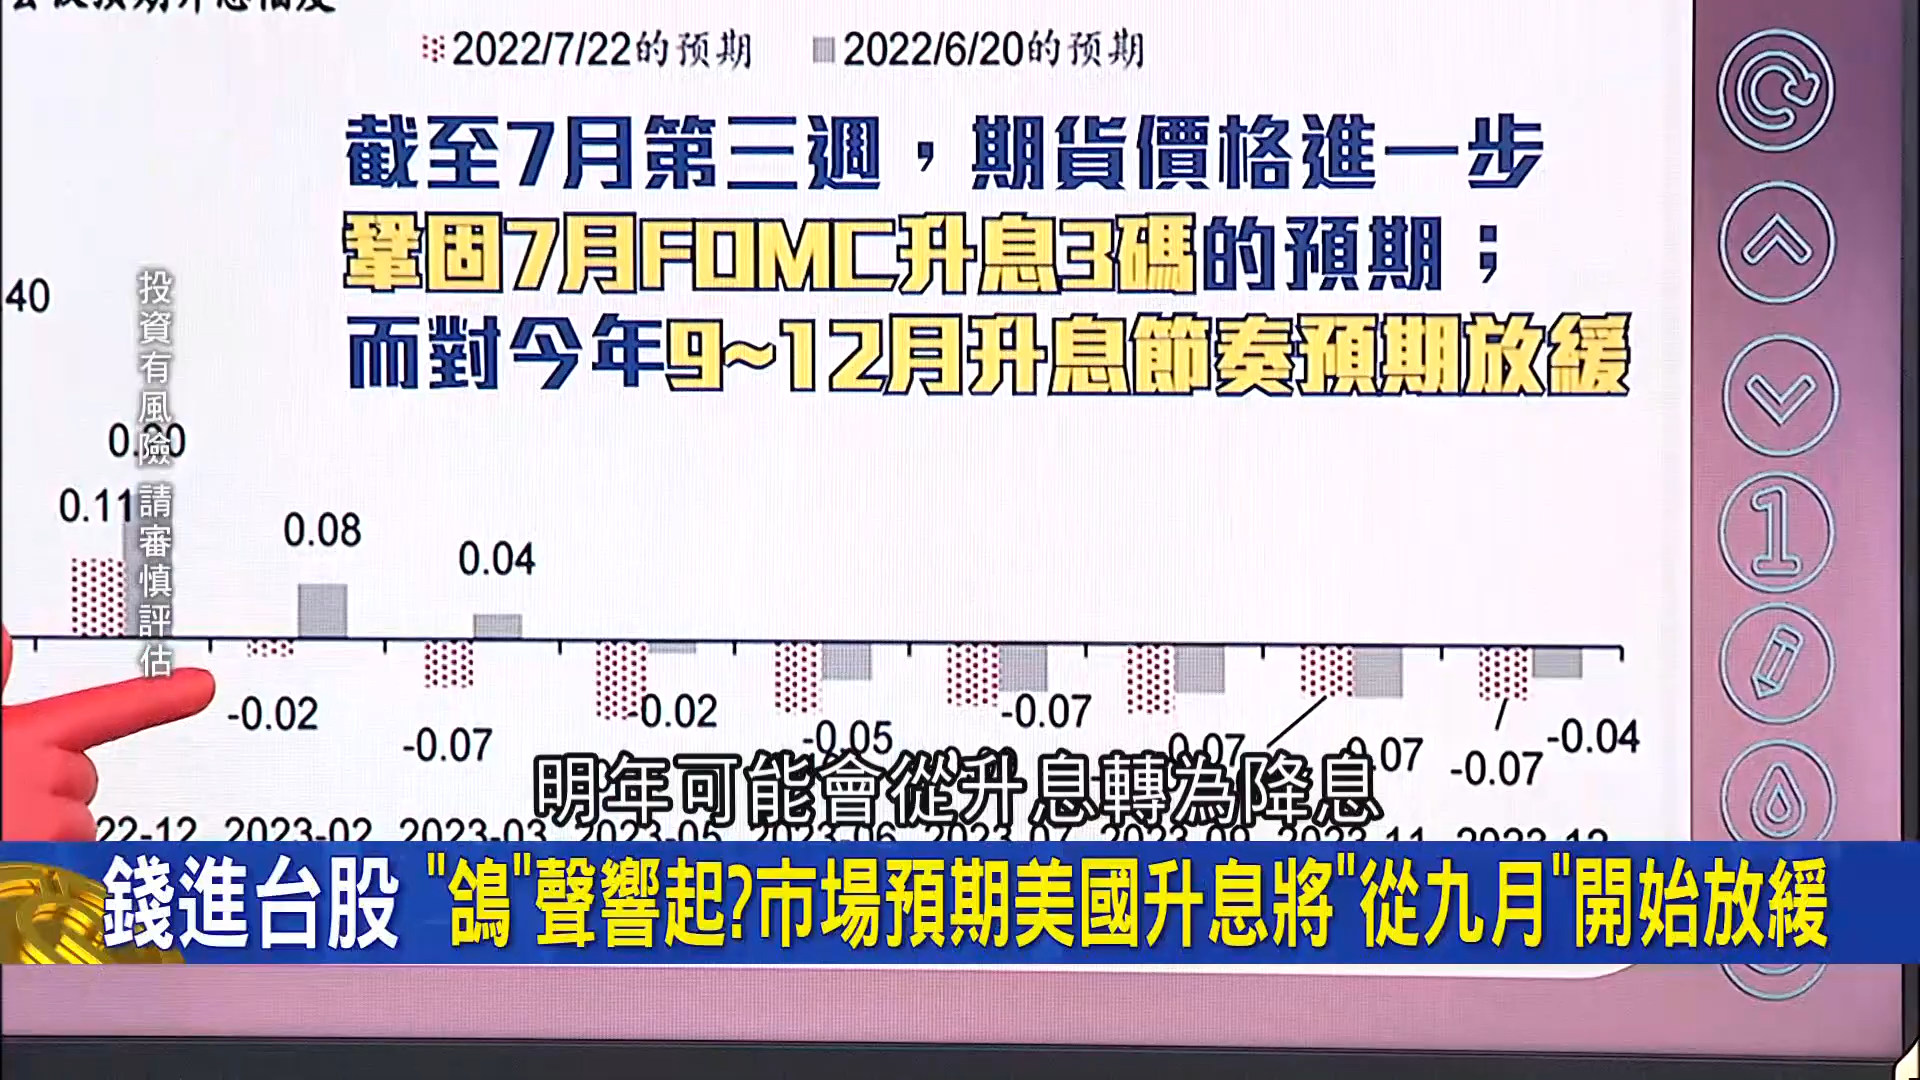 2022/7/22的预期
2022/6/20的预期
截至7月第三週，期貨價格進一步
鞏固7月FOMC升息3碼的預期；
而對今年9~12月升息節奏預期放緩
投資有風險 請審慎評估
40
0.11
0.08
0.04
-0.02
-0.07
-0.02
-0.05
-0.07
-0.07
-0.04
明年可能會從升息轉為降息
22-12 2023-02 2023-03
錢進台股
"鴿"聲響起?市場預期美國升息將"從九月"開始放緩
1